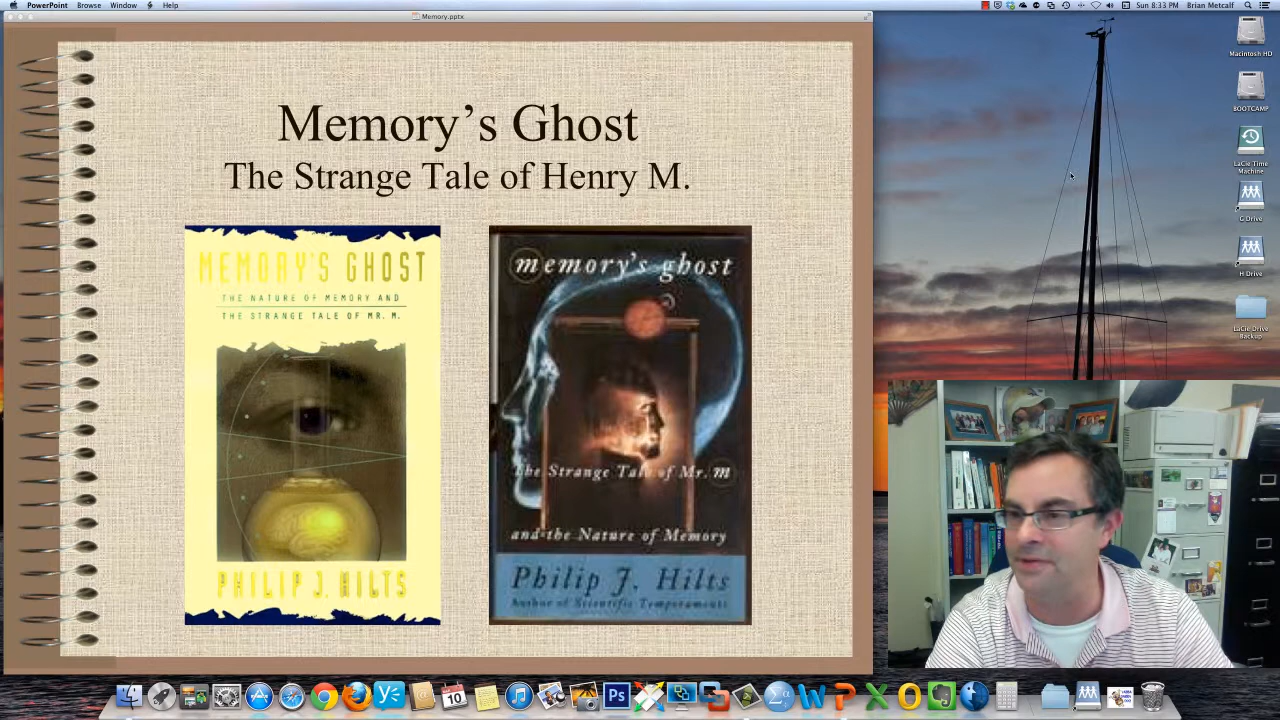 PowerPoint Browse Window Help
Sun 8:33 PM Brian Metcalf
Memory.pptx
Memory's Ghost
The Strange Tale of Henry M.
MEMORY'S GHOST
THE NATURE OF MEMORY AND
THE STRANGE TALE OF MR. M.
PHILIP J. HILTS
memory's ghost
The Strange Tale of Mr. m
and the Nature of Memory
Philip J. Hilts
Author of Scientific Temperaments
Macintosh HD
BOOTCAMP
LaCie Time
Machine
G Drive
H Drive
LaCie Drive
Backup
10
Ps